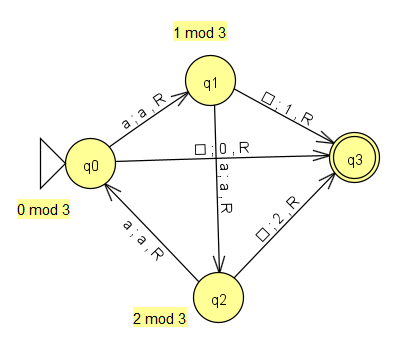 1 mod 3
q1
a ; a , R
□ ; 1 , R
□ ; 0 , R
q0
q3
a ; a , R
0 mod 3
a ; a , R
□ ; 2 , R
q2
2 mod 3